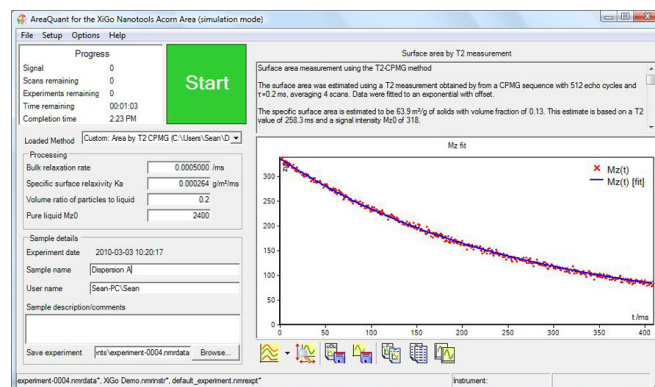 AreaQuant for the XiGo Nanotools Acorn Area (simulation mode)
File Setup Options Help
Progress
Signal 0
Scans remaining 0
Experiments remaining 0
Time remaining 00:01:03
Completion time 2:23 PM
Start
Loaded Method Custom: Area by T2 CPMG (C:\Users\Sean\D
Processing
Bulk relaxation rate 0.0005000 /ms
Specific surface relaxivity Ka 0.000264 g/m²/ms
Volume ratio of particles to liquid 0.2
Pure liquid Mz0 2400
Sample details
Experiment date 2010-03-03 10:20:17
Sample name Dispersion A
User name Sean-PC\Sean
Sample description/comments
Save experiment nts\experiment-0004.nmrdata Browse...
Surface area by T2 measurement
Surface area measurement using the T2-CPMG method
The surface area was estimated using a T2 measurement obtained by from a CPMG sequence with 512 echo cycles and
τ=0.2 ms, averaging 4 scans. Data were fitted to an exponential with offset.
The specific surface area is estimated to be 63.9 m²/g of solids with volume fraction of 0.13. This estimate is based on a T2
value of 258.3 ms and a signal intensity Mz0 of 318.
Mz fit
Mz(t)
Mz(t) [fit]
300
250
200
150
100
50
0
0 50 100 150 200 250 300 350 400
t /ms
experiment-0004.nmrdata*, XiGo Demo.nmrinstr*, default_experiment.nmrexpt*
Instrument: